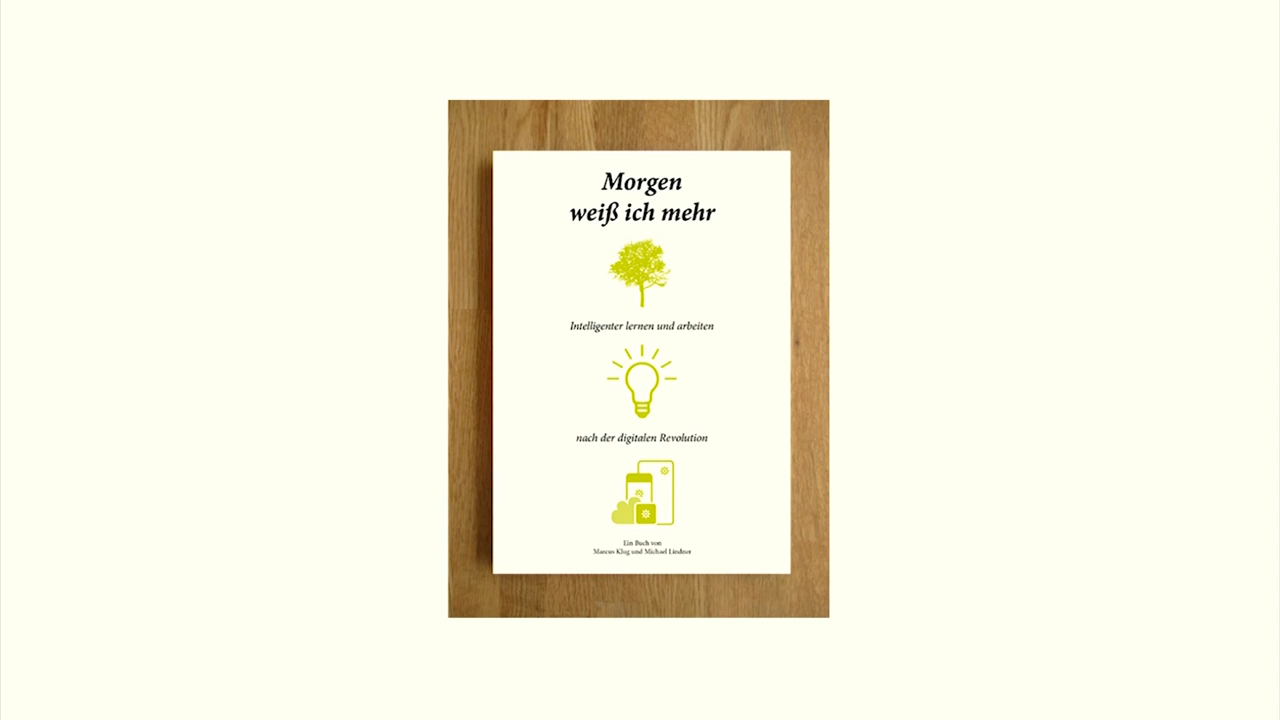 Morgen
weiß ich mehr
Intelligenter lernen und arbeiten
nach der digitalen Revolution
Ein Buch von
Marcus Klug und Michael Lindner